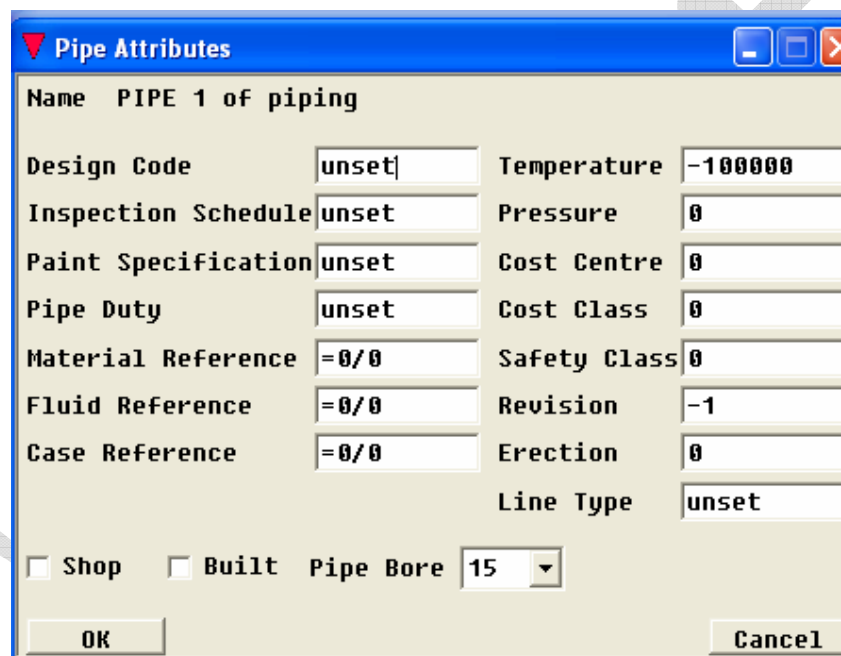 Pipe Attributes
Name PIPE 1 of piping
Design Code unset Temperature -100000
Inspection Schedule unset Pressure 0
Paint Specification unset Cost Centre 0
Pipe Duty unset Cost Class 0
Material Reference =0/0 Safety Class 0
Fluid Reference =0/0 Revision -1
Case Reference =0/0 Erection 0
Line Type unset
Shop Built Pipe Bore 15
OK Cancel